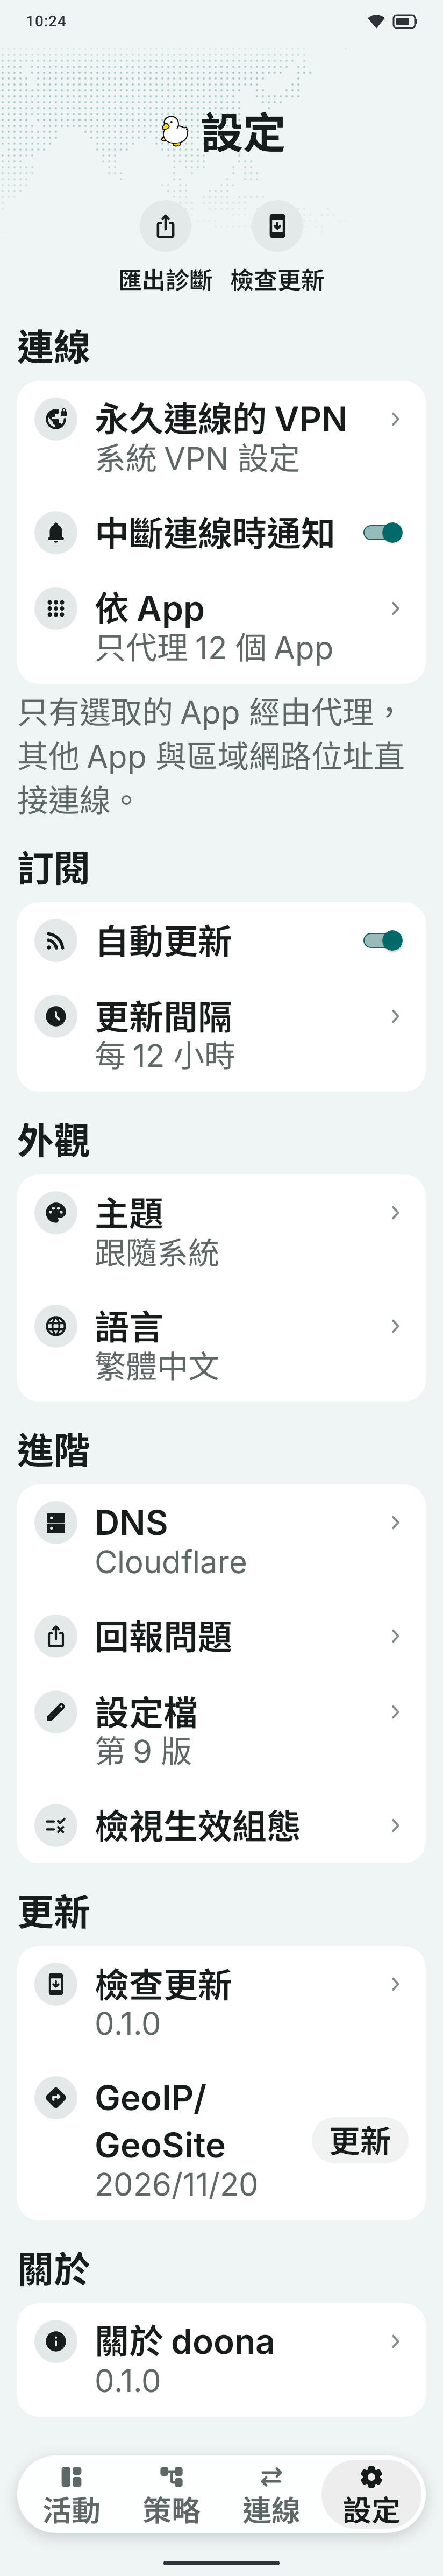 10:24
設定
匯出診斷 檢查更新
連線
永久連線的 VPN
系統 VPN 設定
中斷連線時通知
依 App
只代理 12 個 App
只有選取的 App 經由代理，
其他 App 與區域網路位址直
接連線。
訂閱
自動更新
更新間隔
每 12 小時
外觀
主題
跟隨系統
語言
繁體中文
進階
DNS
Cloudflare
回報問題
設定檔
第 9 版
檢視生效組態
更新
檢查更新
0.1.0
GeoIP/
GeoSite
更新
2026/11/20
關於
關於 doona
0.1.0
活動 策略 連線 設定